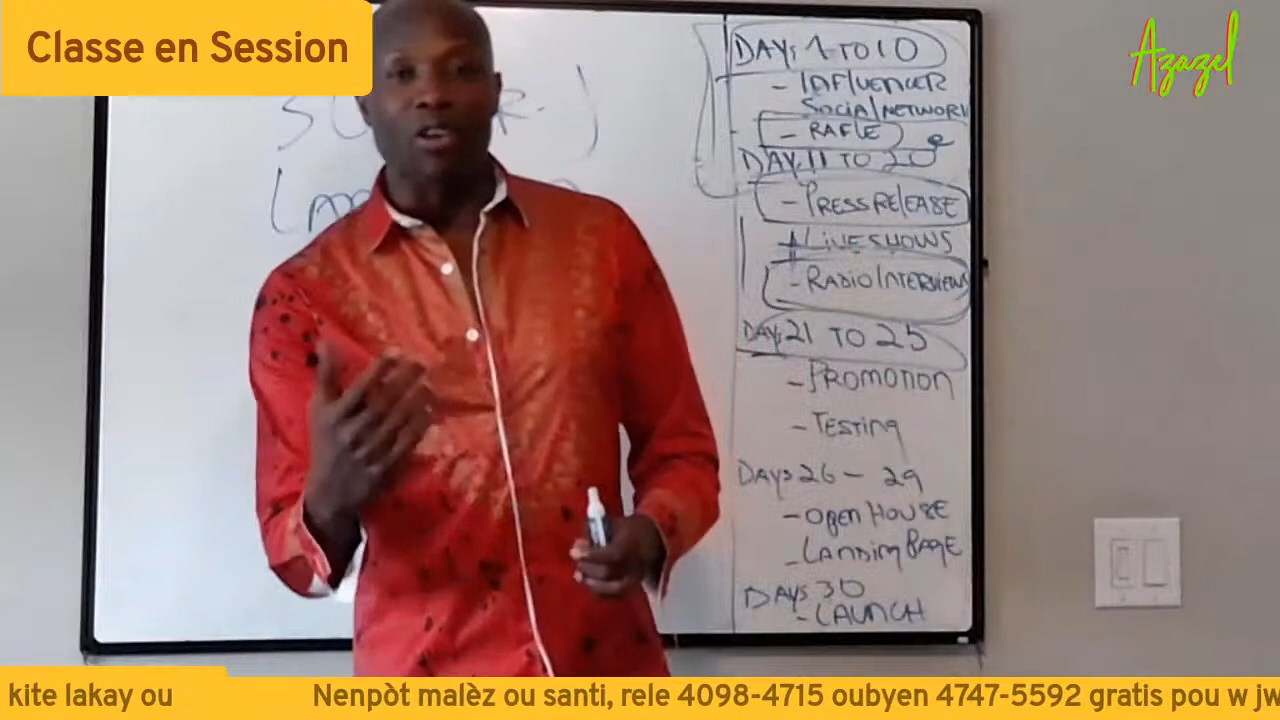 Classe en Session
Azazel
DAYS 1 TO 10
- INFLUENCER
SOCIAL NETWORK
- RAFLE
DAYS 11 TO 20
- PRESS RELEASE
LIVE SHOWS
- RADIO INTERVIEWS
DAYS 21 TO 25
- PROMOTION
- TESTING
DAYS 26 - 29
- OPEN HOUSE
- LANDING PAGE
DAYS 30
- LAUNCH
kite lakay ou Nenpòt malèz ou santi, rele 4098-4715 oubyen 4747-5592 gratis pou w jw